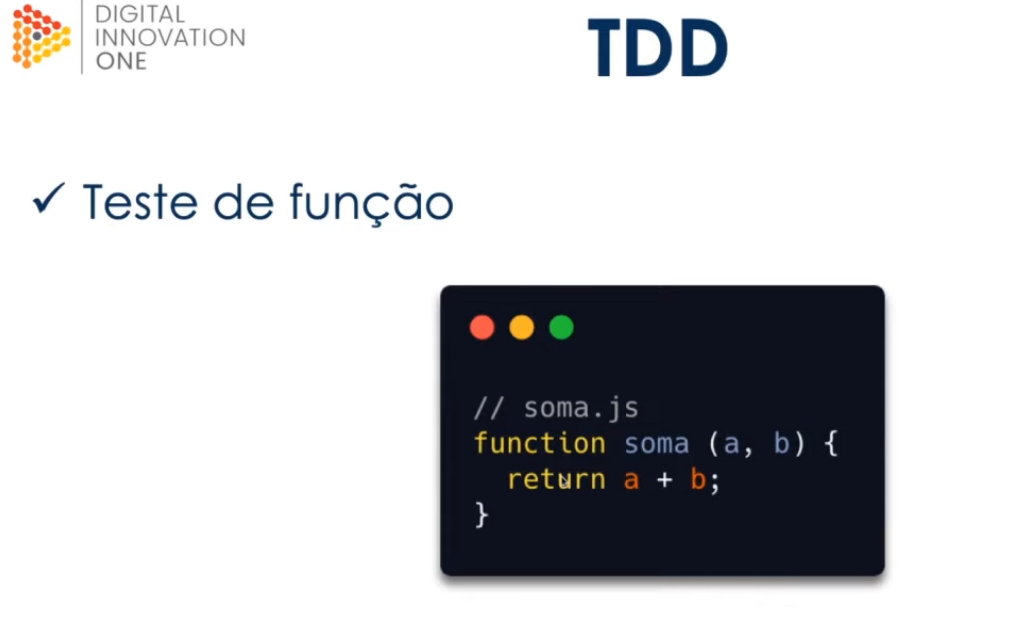 DIGITAL
INNOVATION
ONE
TDD
✓ Teste de função
// soma.js
function soma (a, b) {
  return a + b;
}